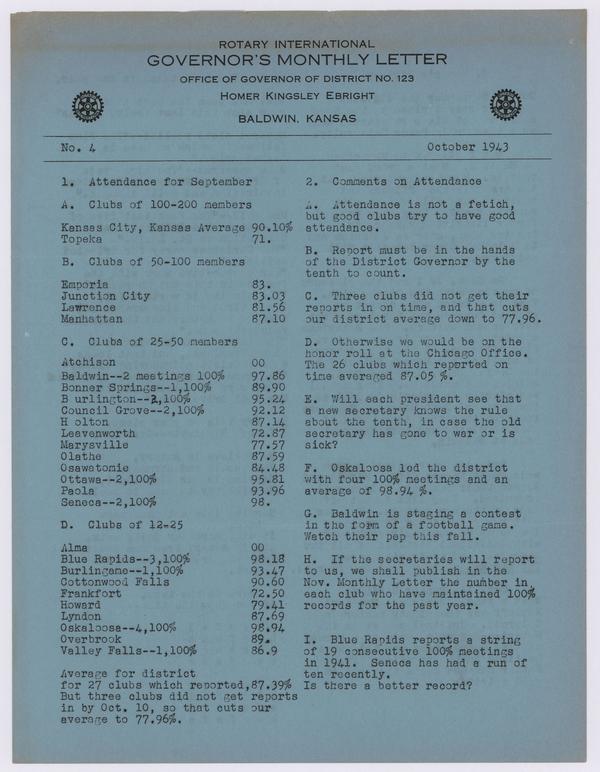 ROTARY INTERNATIONAL
GOVERNOR'S MONTHLY LETTER
OFFICE OF GOVERNOR OF DISTRICT NO. 123
HOMER KINGSLEY EBRIGHT
BALDWIN, KANSAS
No. 4 October 1943
1. Attendance for September
A. Clubs of 100-200 members
Kansas City, Kansas Average 90.10%
Topeka 71.
B. Clubs of 50-100 members
Emporia 83.
Junction City 83.03
Lawrence 81.56
Manhattan 87.10
C. Clubs of 25-50 members
Atchison 00
Baldwin--2 meetings 100% 97.86
Bonner Springs--1,100% 89.90
B urlington--2,100% 95.24
Council Grove--2,100% 92.12
H olton 87.14
Leavenworth 72.87
Marysville 77.57
Olathe 87.59
Osawatomie 84.48
Ottawa--2,100% 95.81
Paola 93.96
Seneca--2,100% 98.
D. Clubs of 12-25
Alma 00
Blue Rapids--3,100% 98.18
Burlingame--1,100% 93.47
Cottonwood Falls 90.60
Frankfort 72.50
Howard 79.41
Lyndon 87.69
Oskaloosa--4,100% 98.94
Overbrook 89.
Valley Falls--1,100% 86.9
Average for district
for 27 clubs which reported,87.39%
But three clubs did not get reports
in by Oct. 10, so that cuts our
average to 77.96%.
2. Comments on Attendance
A. Attendance is not a fetich,
but good clubs try to have good
attendance.
B. Report must be in the hands
of the District Governor by the
tenth to count.
C. Three clubs did not get their
reports in on time, and that cuts
our district average down to 77.96.
D. Otherwise we would be on the
honor roll at the Chicago Office.
The 26 clubs which reported on
time averaged 87.05 %.
E. Will each president see that
a new secretary knows the rule
about the tenth, in case the old
secretary has gone to war or is
sick?
F. Oskaloosa led the district
with four 100% meetings and an
average of 98.94 %.
G. Baldwin is staging a contest
in the form of a football game.
Watch their pep this fall.
H. If the secretaries will report
to us, we shall publish in the
Nov. Monthly Letter the number in
each club who have maintained 100%
records for the past year.
I. Blue Rapids reports a string
of 19 consecutive 100% meetings
in 1941. Seneca has had a run of
ten recently.
Is there a better record?